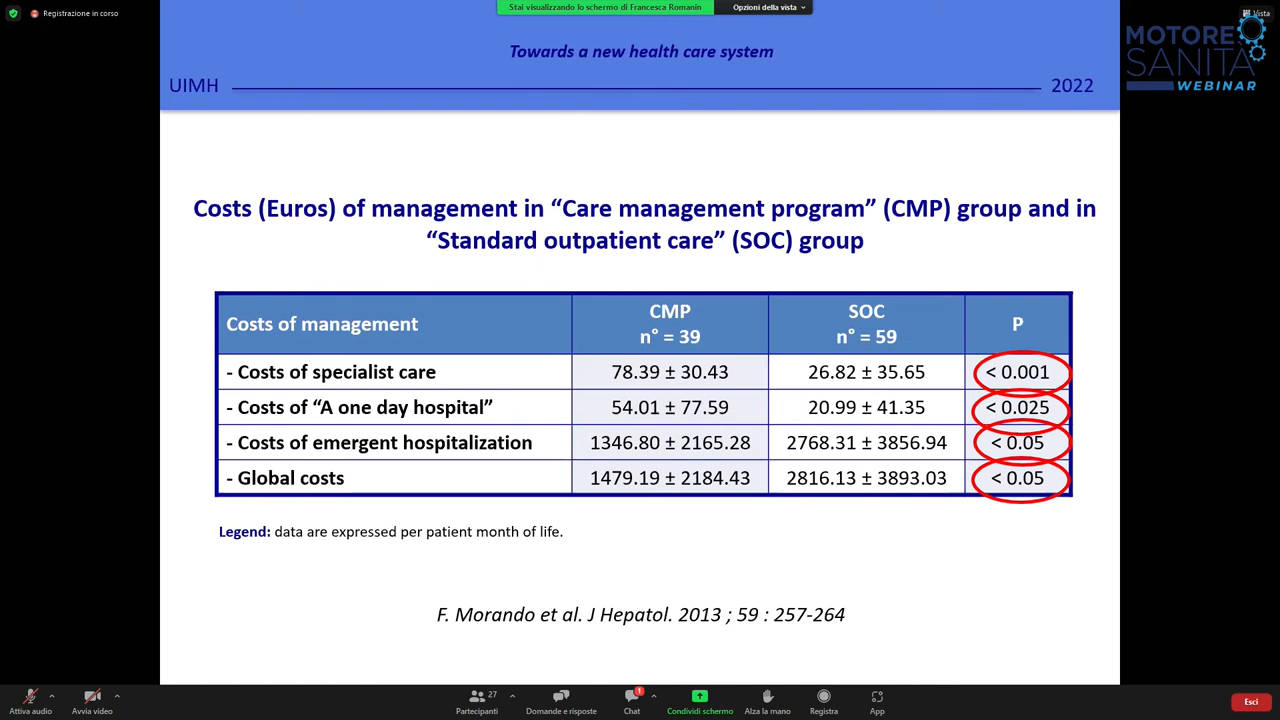 Registrazione in corso
Stai visualizzando lo schermo di Francesca Romanin
Opzioni della vista
Vista
MOTORE
SANITÀ
WEBINAR
Towards a new health care system
UIMH
2022
Costs (Euros) of management in “Care management program” (CMP) group and in
“Standard outpatient care” (SOC) group
Costs of management CMP n° = 39 SOC n° = 59 P
- Costs of specialist care 78.39 ± 30.43 26.82 ± 35.65 < 0.001
- Costs of “A one day hospital” 54.01 ± 77.59 20.99 ± 41.35 < 0.025
- Costs of emergent hospitalization 1346.80 ± 2165.28 2768.31 ± 3856.94 < 0.05
- Global costs 1479.19 ± 2184.43 2816.13 ± 3893.03 < 0.05
Legend: data are expressed per patient month of life.
F. Morando et al. J Hepatol. 2013 ; 59 : 257-264
Attiva audio
Avvia video
27
Partecipanti
Domande e risposte
1
Chat
Condividi schermo
Alza la mano
Registra
App
Esci